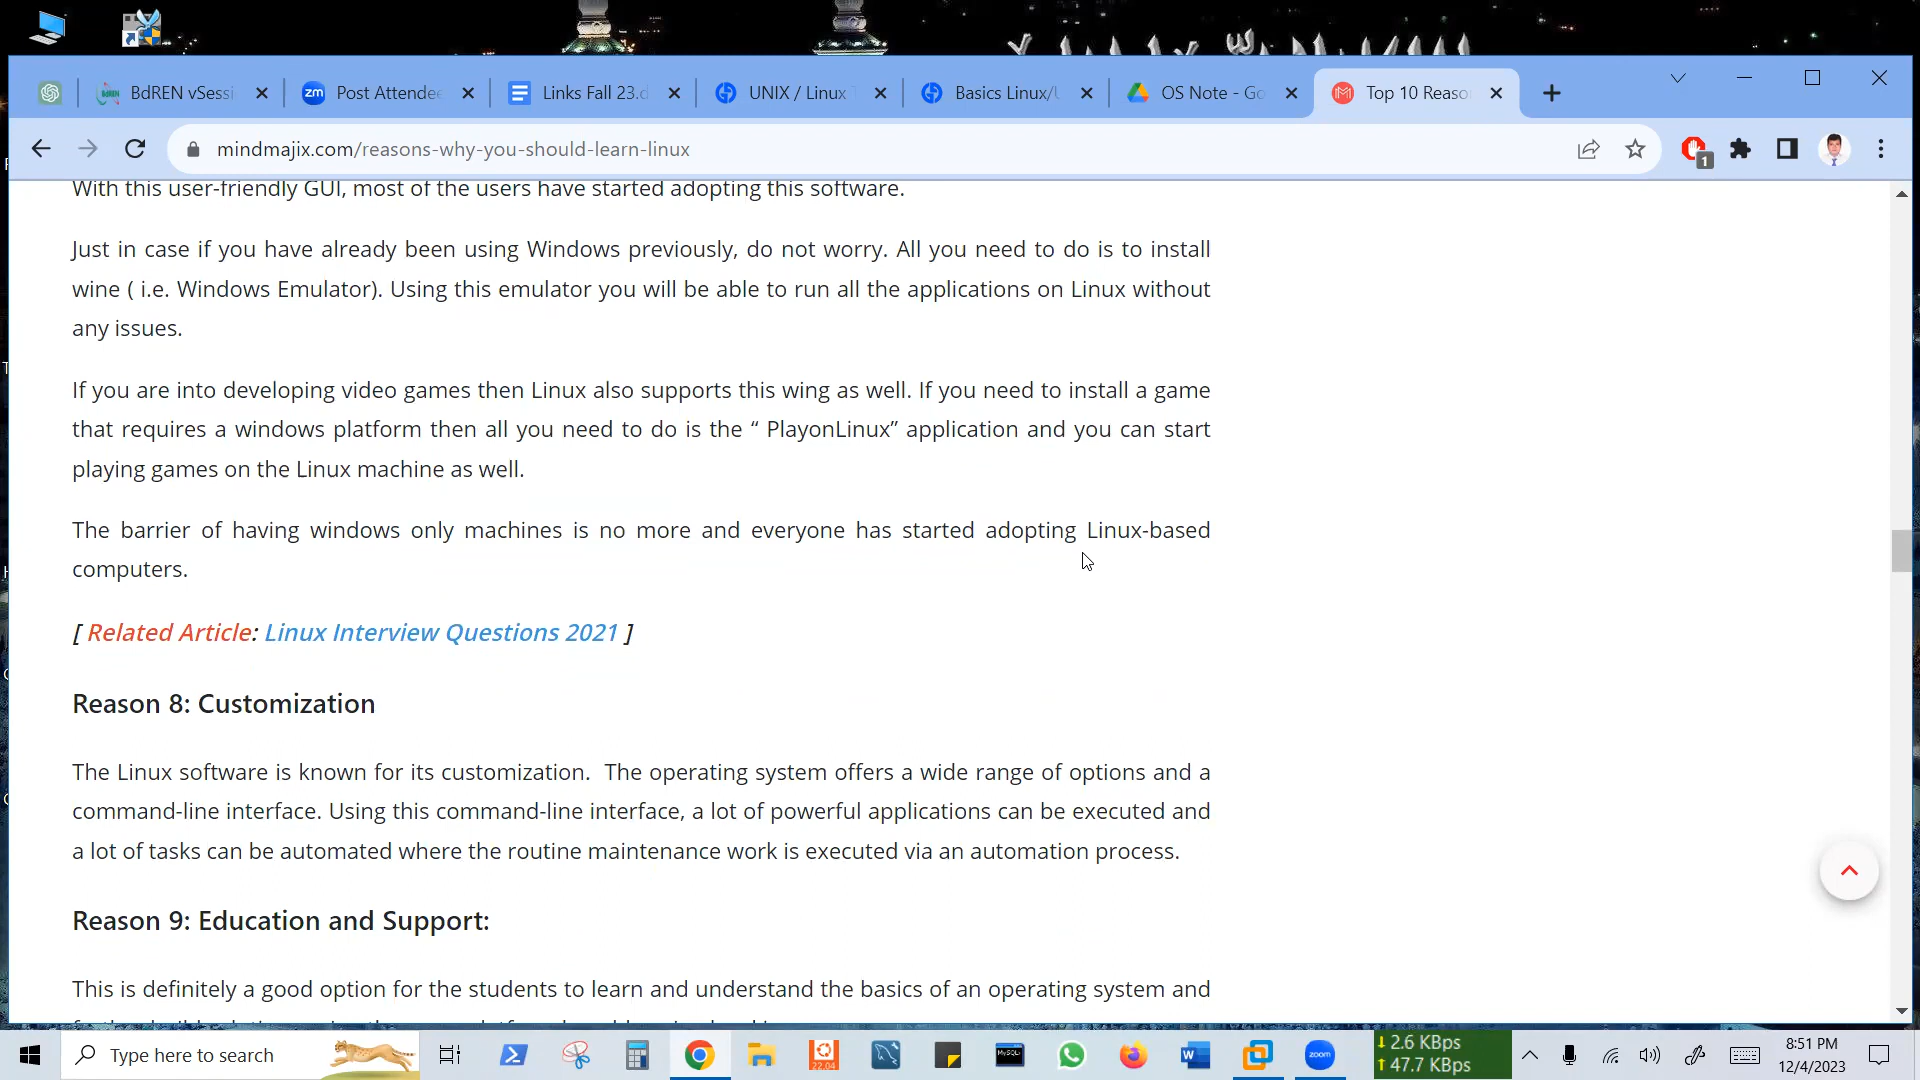 BdREN vSessi
zm Post Attendee
Links Fall 23.d
UNIX / Linux T
Basics Linux/U
OS Note - Go
Top 10 Reaso
mindmajix.com/reasons-why-you-should-learn-linux
1
With this user-friendly GUI, most of the users have started adopting this software.
Just in case if you have already been using Windows previously, do not worry. All you need to do is to install
wine ( i.e. Windows Emulator). Using this emulator you will be able to run all the applications on Linux without
any issues.
If you are into developing video games then Linux also supports this wing as well. If you need to install a game
that requires a windows platform then all you need to do is the “ PlayonLinux” application and you can start
playing games on the Linux machine as well.
The barrier of having windows only machines is no more and everyone has started adopting Linux-based
computers.
[ Related Article: Linux Interview Questions 2021 ]
Reason 8: Customization
The Linux software is known for its customization.  The operating system offers a wide range of options and a
command-line interface. Using this command-line interface, a lot of powerful applications can be executed and
a lot of tasks can be automated where the routine maintenance work is executed via an automation process.
Reason 9: Education and Support:
This is definitely a good option for the students to learn and understand the basics of an operating system and
Type here to search
22.04
MySQL
W
zoom
↓ 2.6 KBps
↑ 47.7 KBps
8:51 PM
12/4/2023